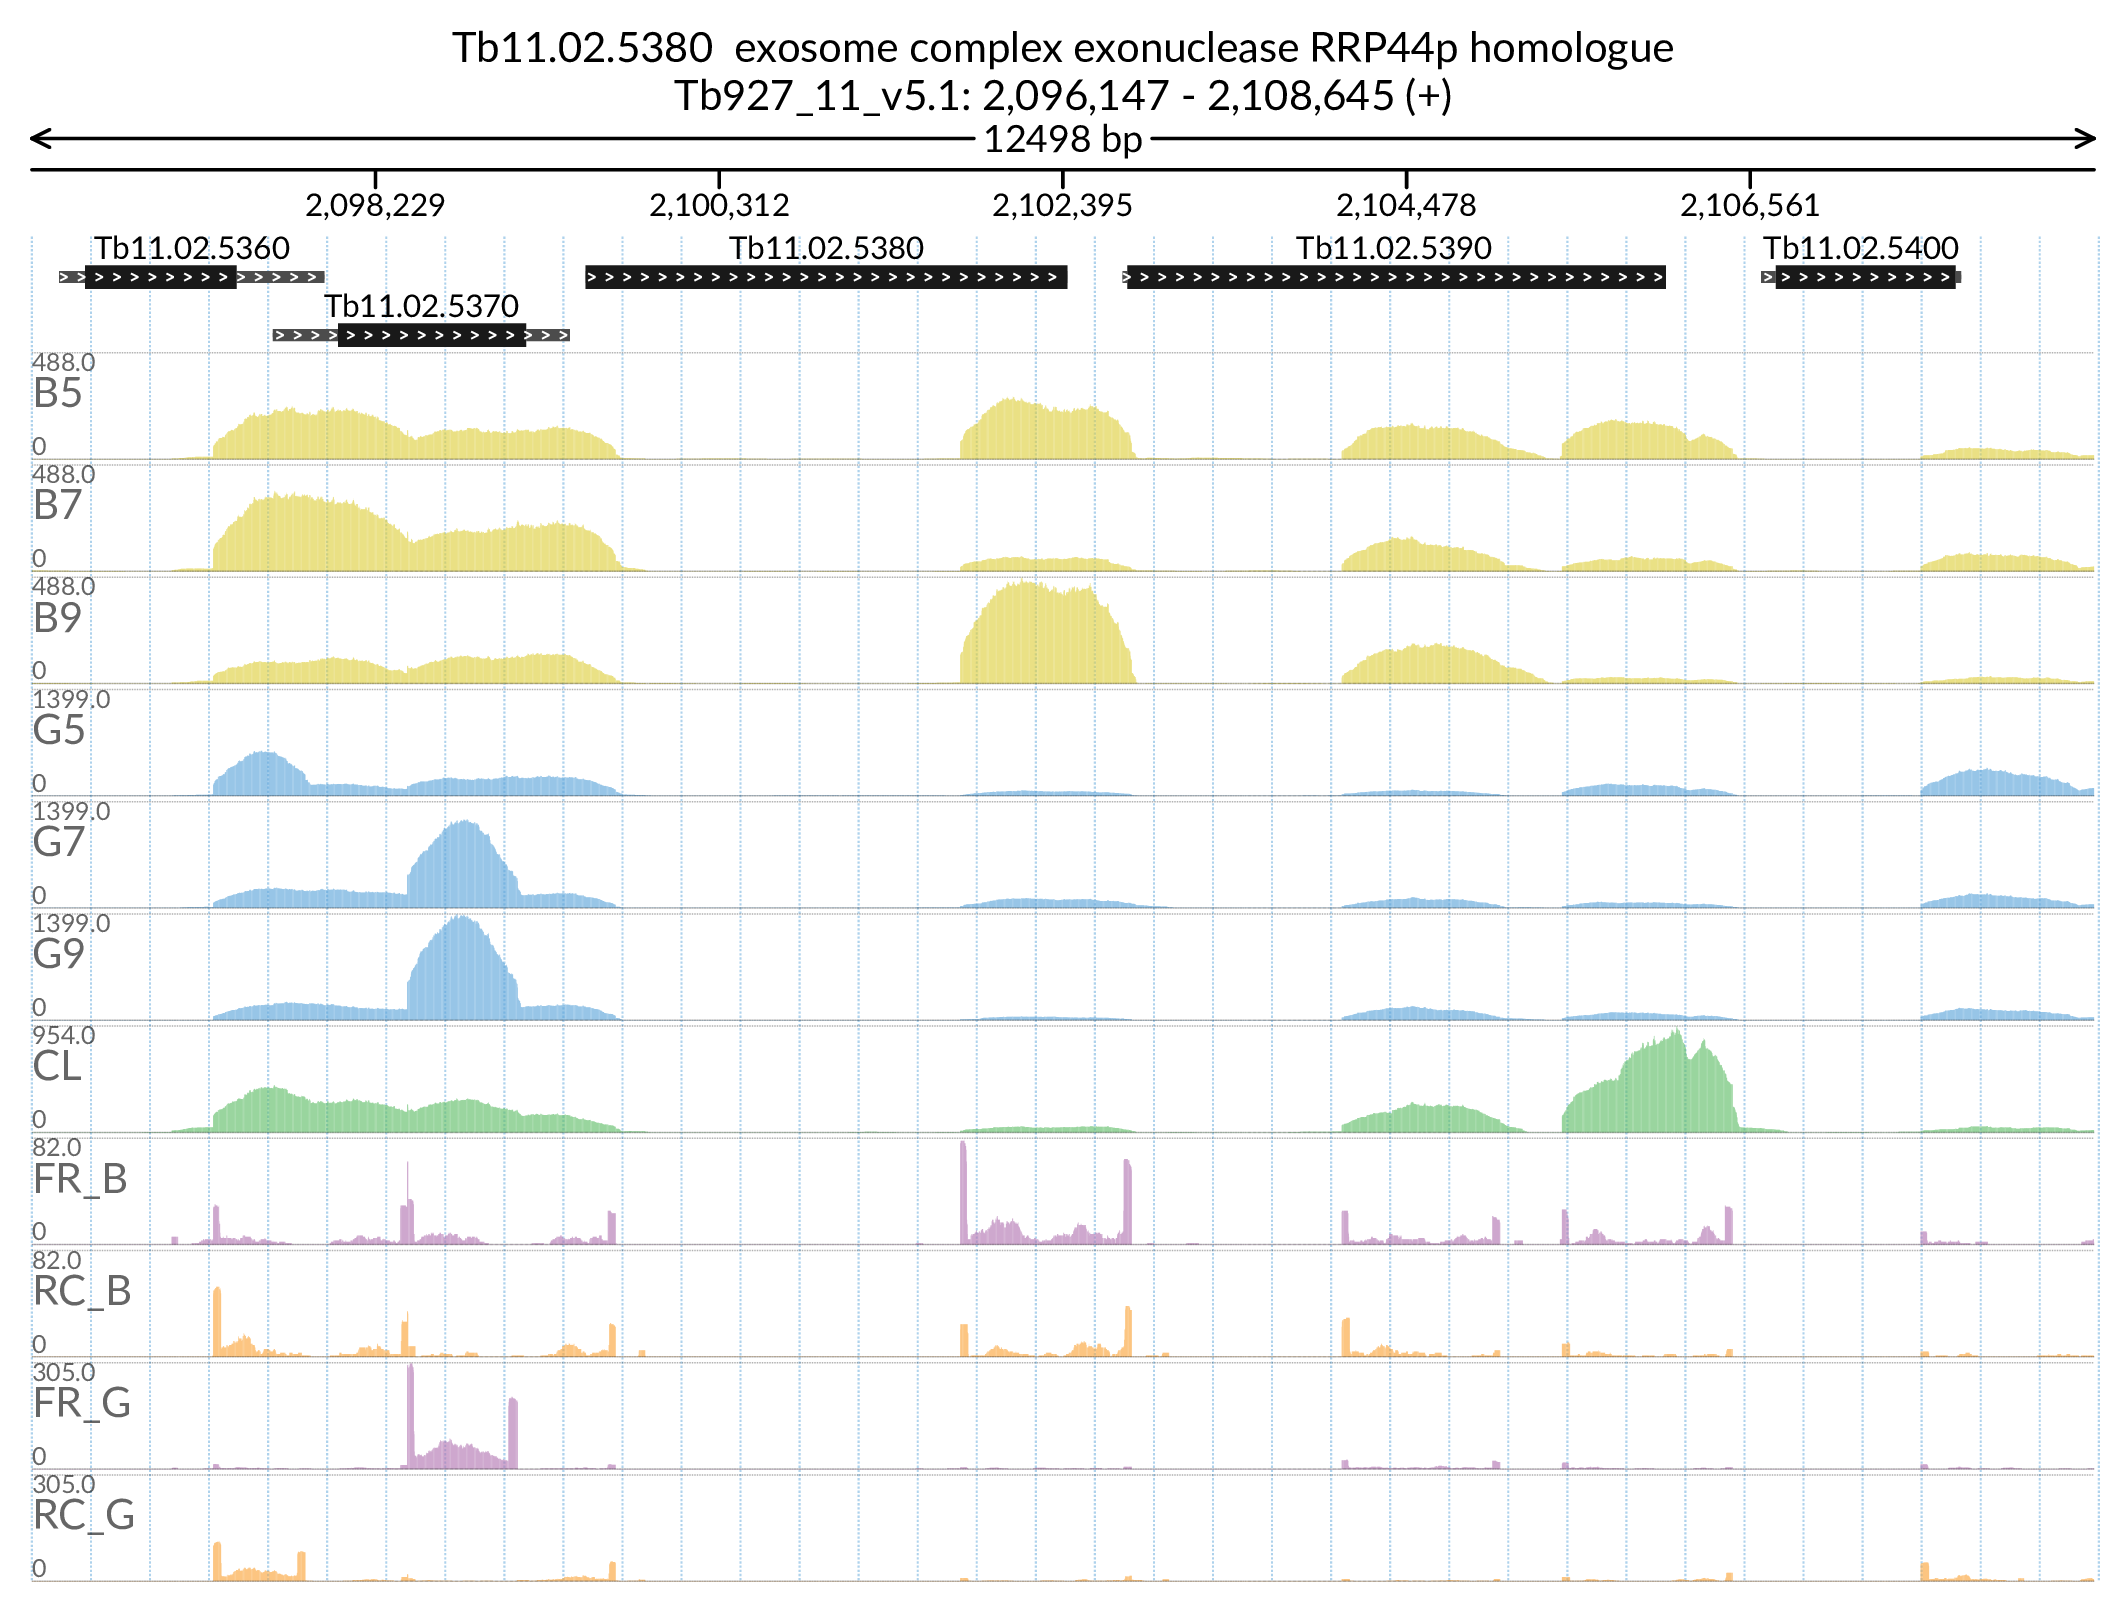 Tb11.02.5380 exosome complex exonuclease RRP44p homologue
Tb927_11_v5.1: 2,096,147 - 2,108,645 (+)
12498 bp
2,098,229 2,100,312 2,102,395 2,104,478 2,106,561
Tb11.02.5360 Tb11.02.5380 Tb11.02.5390 Tb11.02.5400
Tb11.02.5370
488.0
B5
0
488.0
B7
0
488.0
B9
0
1399.0
G5
0
1399.0
G7
0
1399.0
G9
0
954.0
CL
0
82.0
FR_B
0
82.0
RC_B
0
305.0
FR_G
0
305.0
RC_G
0